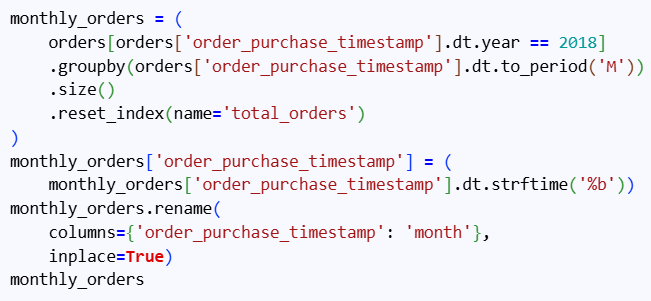 monthly_orders = (
    orders[orders['order_purchase_timestamp'].dt.year == 2018]
    .groupby(orders['order_purchase_timestamp'].dt.to_period('M'))
    .size()
    .reset_index(name='total_orders')
)
monthly_orders['order_purchase_timestamp'] = (
    monthly_orders['order_purchase_timestamp'].dt.strftime('%b'))
monthly_orders.rename(
    columns={'order_purchase_timestamp': 'month'},
    inplace=True)
monthly_orders